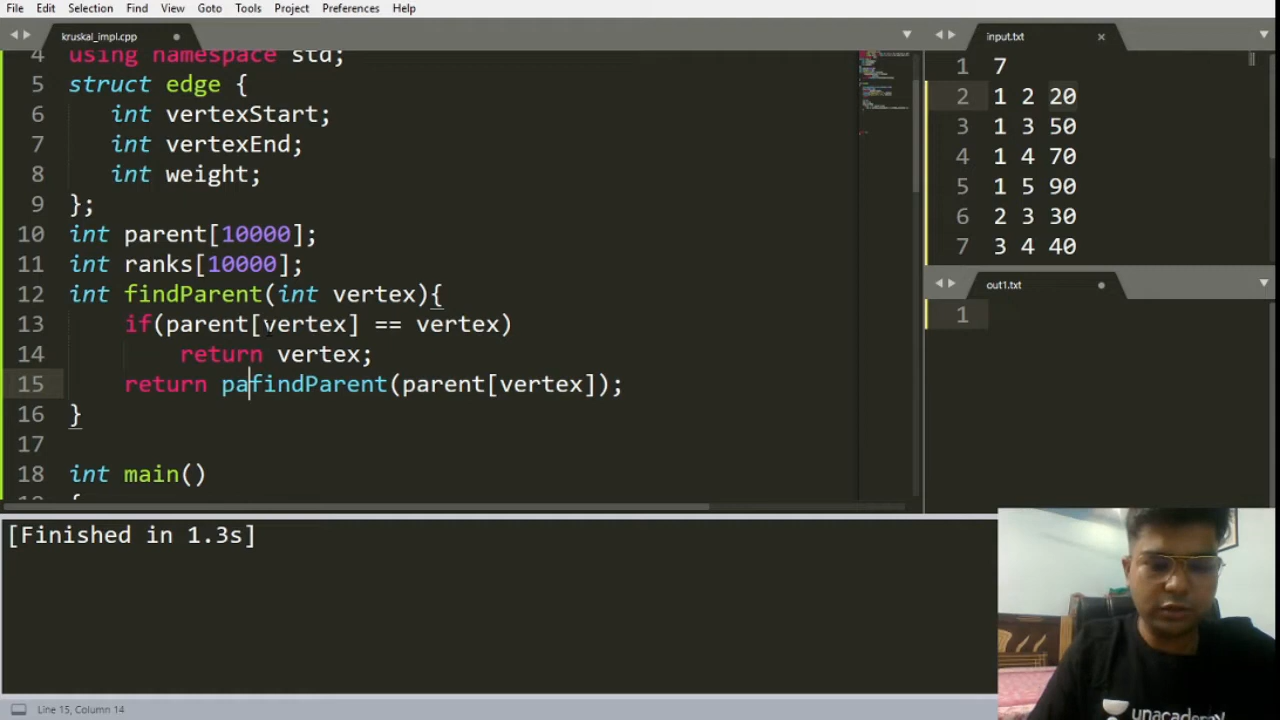 File Edit Selection Find View Goto Tools Project Preferences Help
kruskal_impl.cpp
4 using namespace std;
5 struct edge {
6 int vertexStart;
7 int vertexEnd;
8 int weight;
9 };
10 int parent[10000];
11 int ranks[10000];
12 int findParent(int vertex){
13 if(parent[vertex] == vertex)
14 return vertex;
15 return pafindParent(parent[vertex]);
16 }
17
18 int main()
{
input.txt
1 7
2 1 2 20
3 1 3 50
4 1 4 70
5 1 5 90
6 2 3 30
7 3 4 40
out1.txt
1
[Finished in 1.3s]
unacademy
Line 15, Column 14